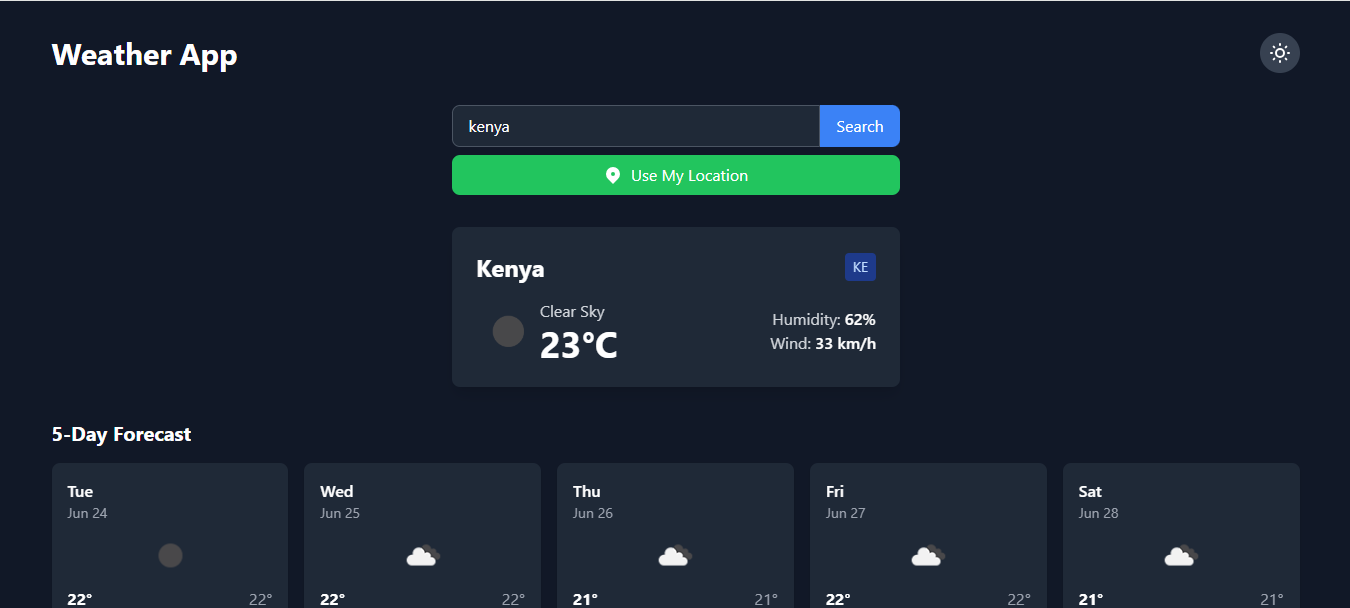 Weather App
kenya
Search
Use My Location
Kenya
KE
Clear Sky
23°C
Humidity: 62%
Wind: 33 km/h
5-Day Forecast
Tue
Jun 24
22° 22°
Wed
Jun 25
22° 22°
Thu
Jun 26
21° 21°
Fri
Jun 27
22° 22°
Sat
Jun 28
21° 21°